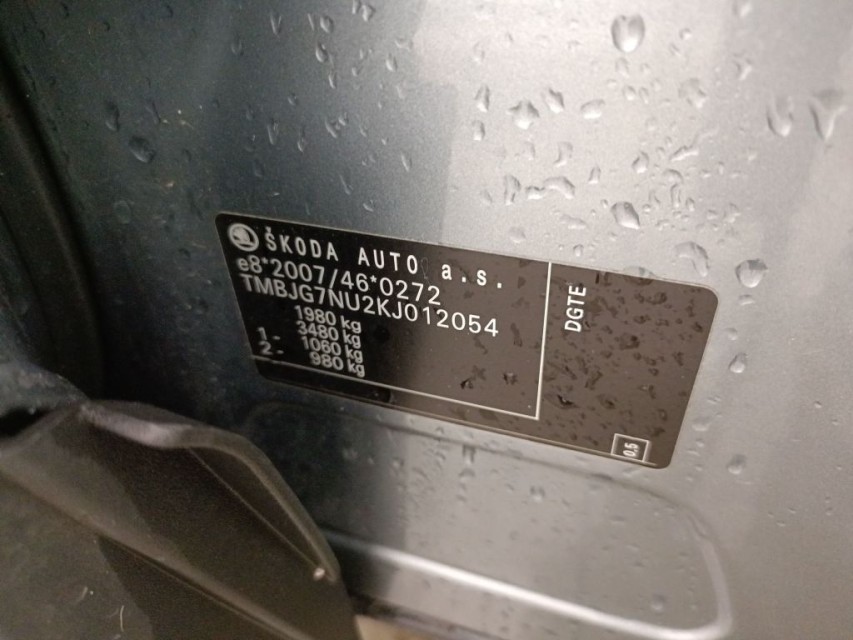 ŠKODA AUTO a.s.
e8*2007/46*0272
TMBJG7NU2KJ012054
1980 kg
3480 kg
1- 1060 kg
2- 980 kg
DGTE
0.5